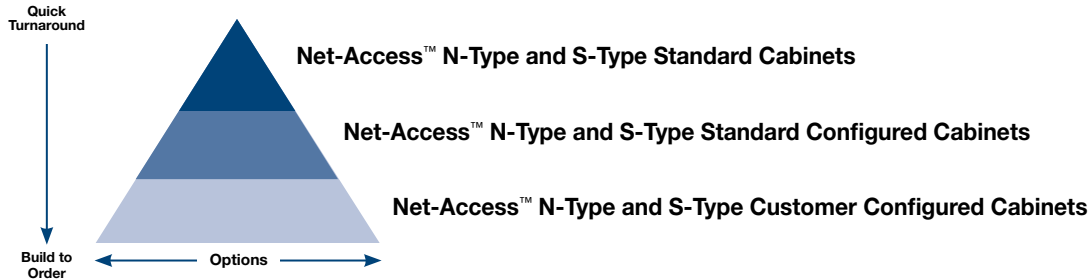 Quick
Turnaround
Net-Access™ N-Type and S-Type Standard Cabinets
Net-Access™ N-Type and S-Type Standard Configured Cabinets
Net-Access™ N-Type and S-Type Customer Configured Cabinets
Build to
Order
Options